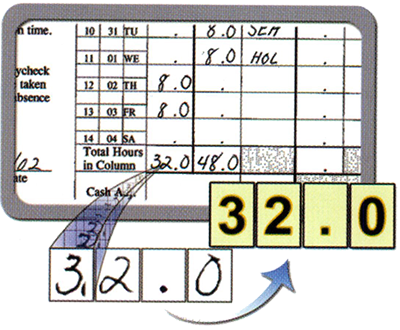 n time.
10 31 TU . 8.0 SEM .
11 01 WE . 8.0 HOL .
ycheck
taken
bsence
12 02 TH 8.0 . .
13 03 FR 8.0 . .
14 04 SA . . .
Total Hours
in Column 32.0 48.0 .
02
ate
Cash A
32.0
3 2 . 0